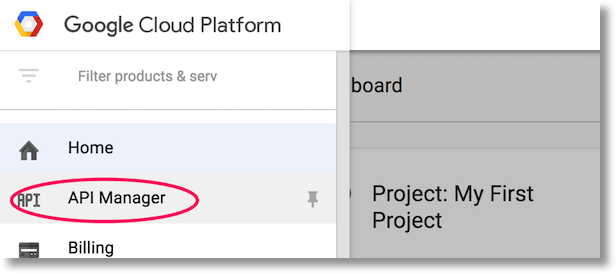 Google Cloud Platform
Filter products & serv
board
Home
API API Manager
Project: My First
Project
Billing